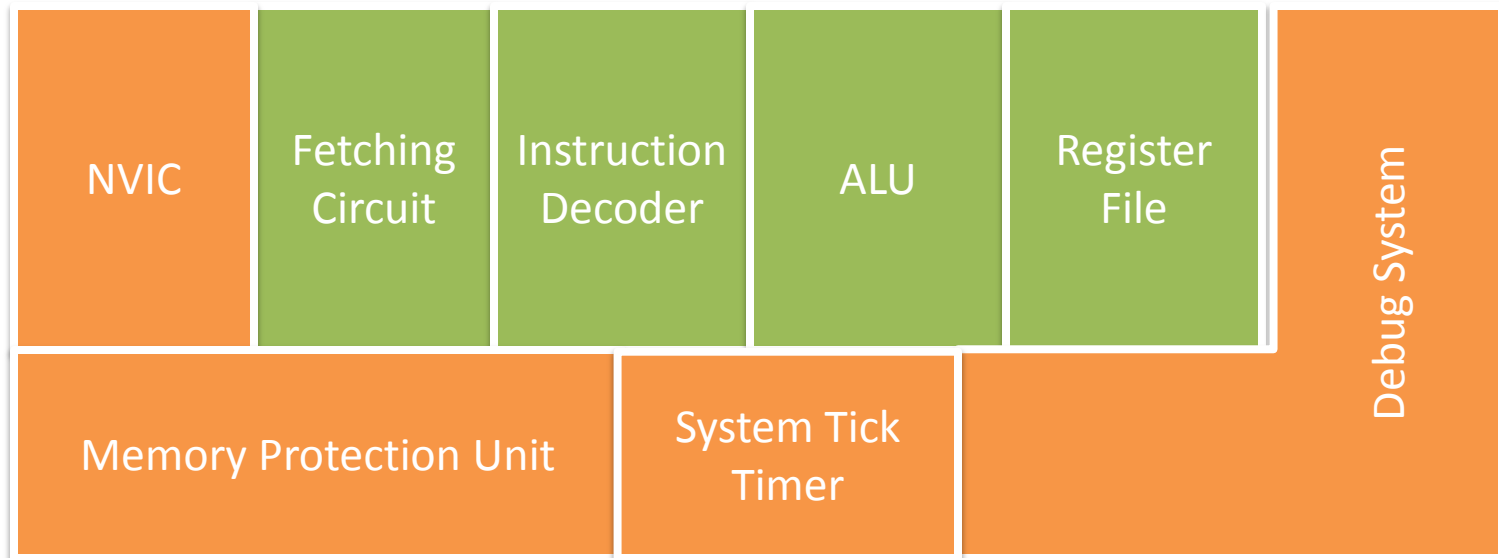 NVIC
Fetching
Circuit
Instruction
Decoder
ALU
Register
File
Debug System
Memory Protection Unit
System Tick
Timer